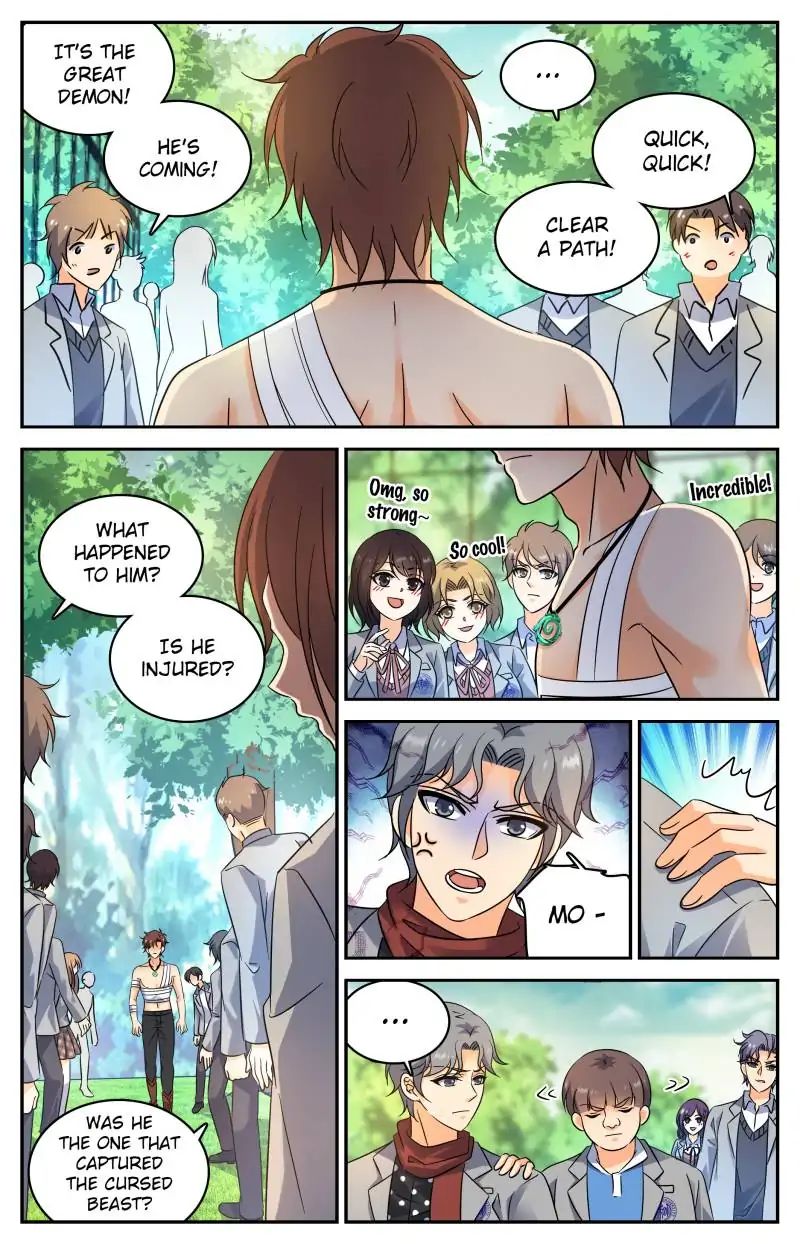 IT'S THE
GREAT
DEMON!
HE'S
COMING!
...
QUICK,
QUICK!
CLEAR
A PATH!
WHAT
HAPPENED
TO HIM?
IS HE
INJURED?
WAS HE
THE ONE THAT
CAPTURED
THE CURSED
BEAST?
Omg, so
strong~
So cool!
Incredible!
MO -
...